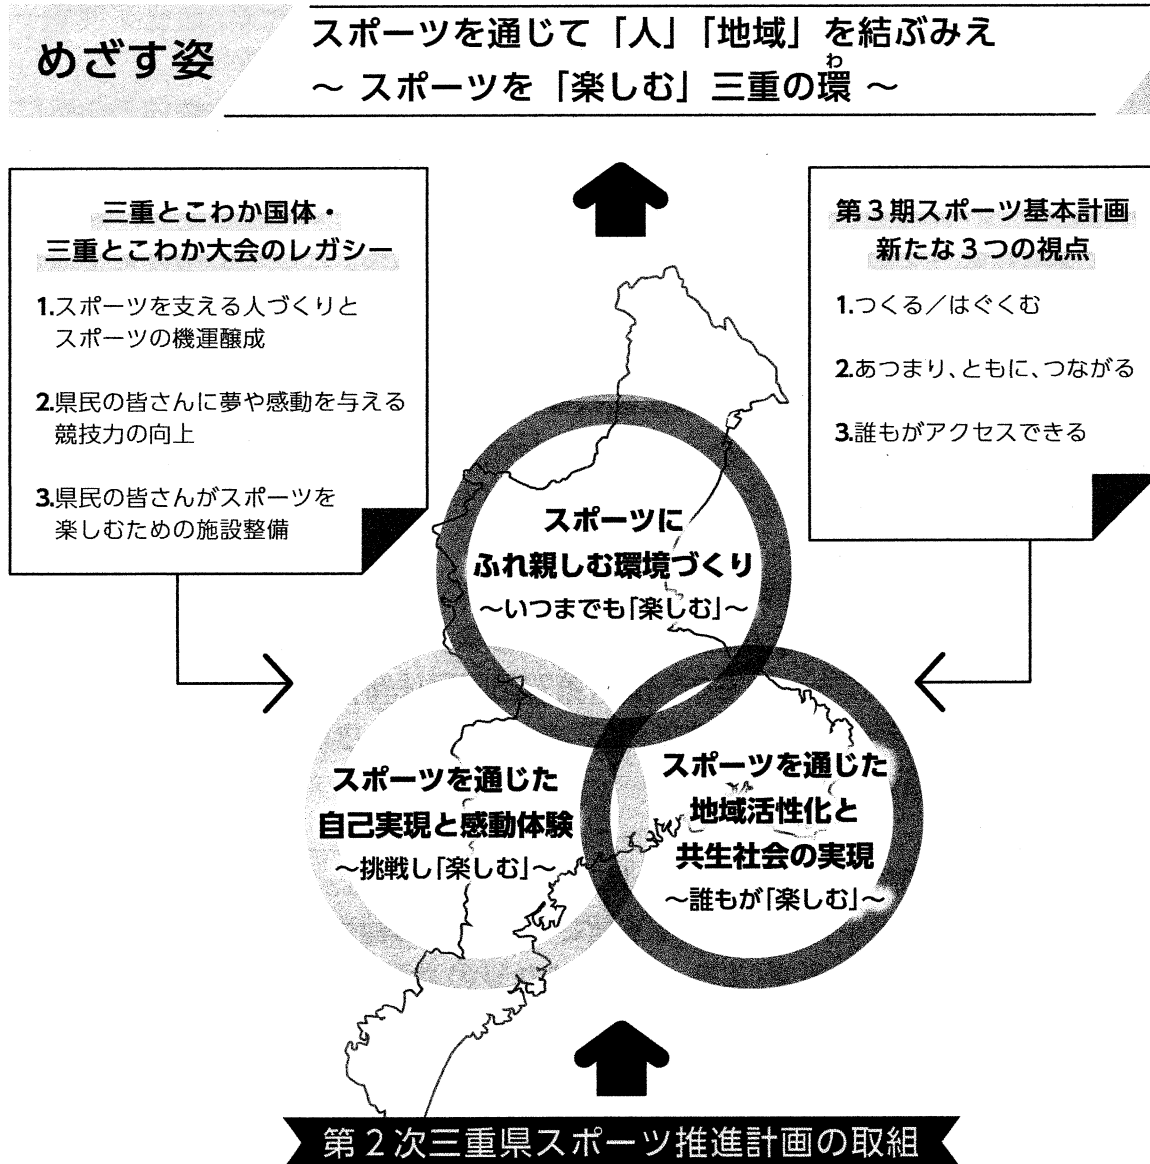 めざす姿
スポーツを通じて「人」「地域」を結ぶみえ
わ
～ スポーツを「楽しむ」三重の環 ～
三重とこわか国体・
三重とこわか大会のレガシー
1.スポーツを支える人づくりと
スポーツの機運醸成
2.県民の皆さんに夢や感動を与える
競技力の向上
3.県民の皆さんがスポーツを
楽しむための施設整備
第3期スポーツ基本計画
新たな3つの視点
1.つくる／はぐくむ
2.あつまり、ともに、つながる
3.誰もがアクセスできる
スポーツに
ふれ親しむ環境づくり
～いつまでも「楽しむ」～
スポーツを通じた
自己実現と感動体験
～挑戦し「楽しむ」～
スポーツを通じた
地域活性化と
共生社会の実現
～誰もが「楽しむ」～
第2次三重県スポーツ推進計画の取組